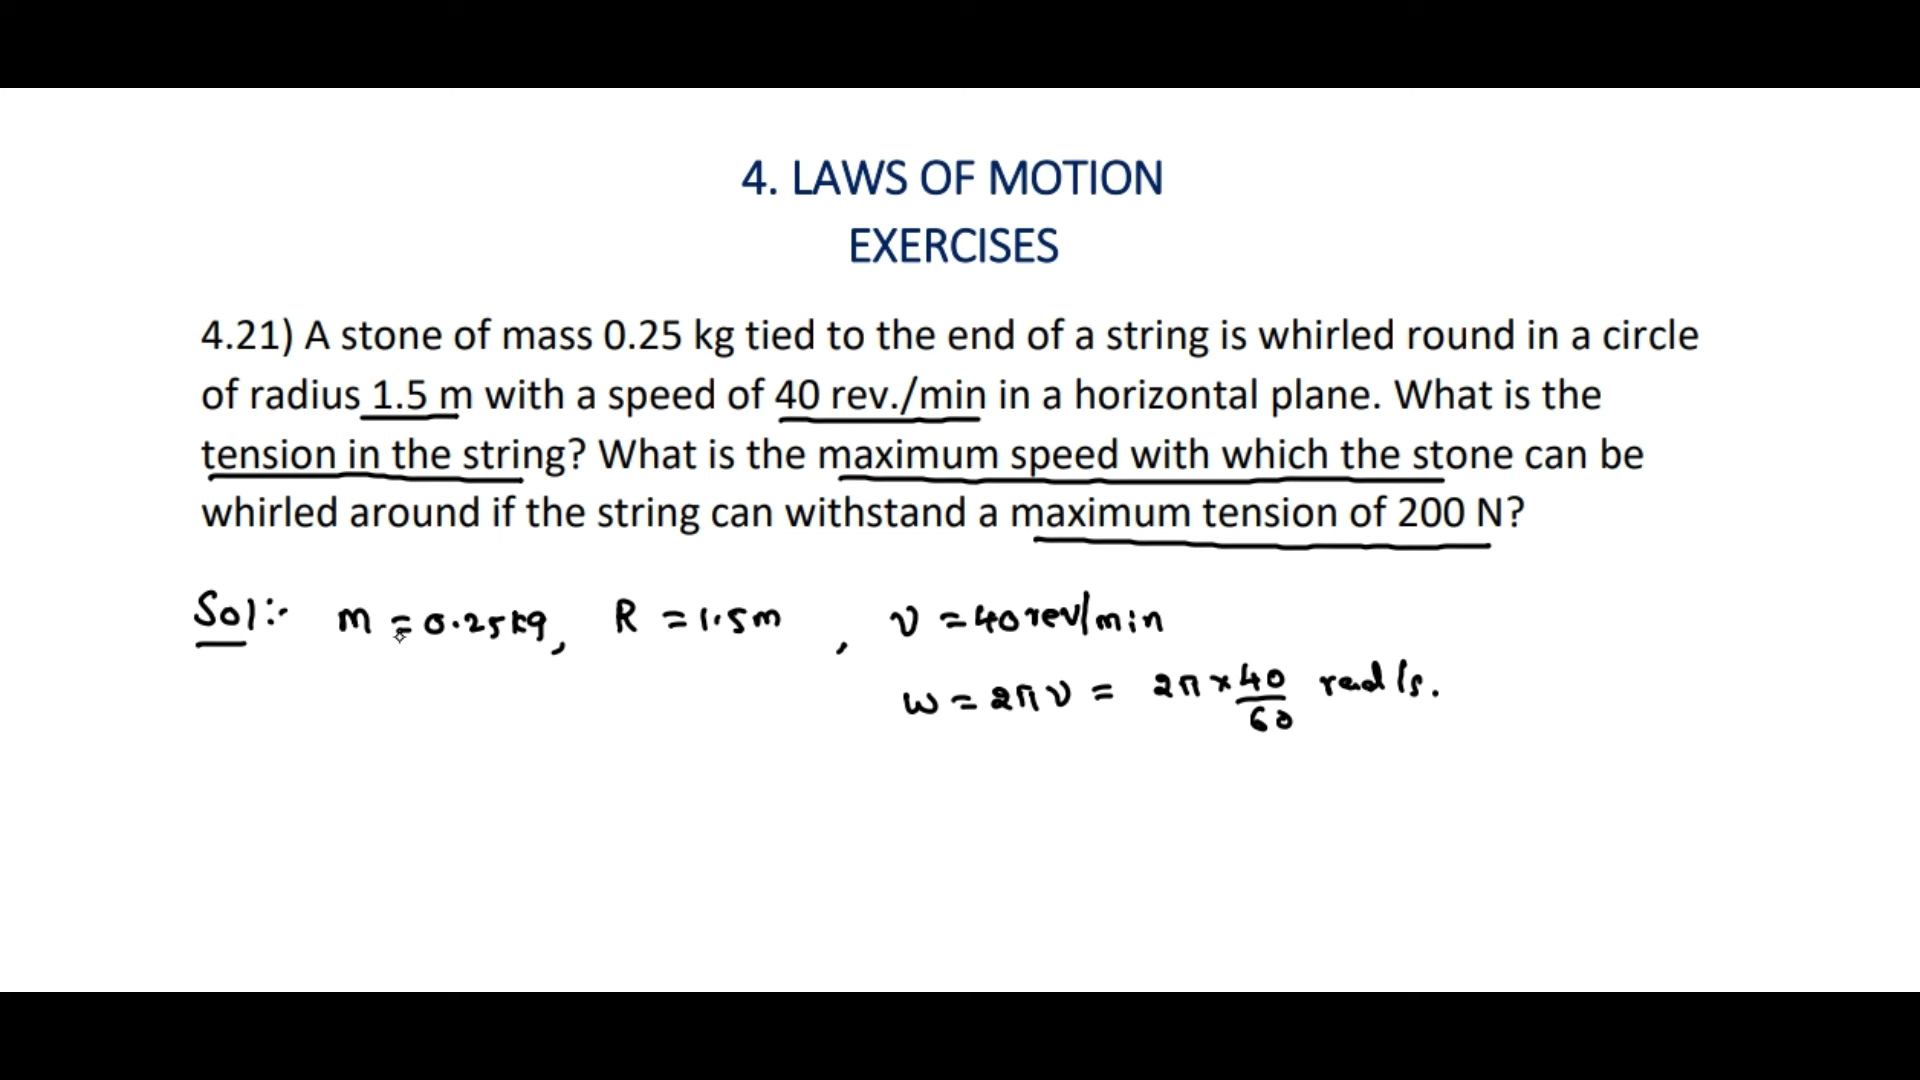 4. LAWS OF MOTION
EXERCISES
4.21) A stone of mass 0.25 kg tied to the end of a string is whirled round in a circle
of radius 1.5 m with a speed of 40 rev./min in a horizontal plane. What is the
tension in the string? What is the maximum speed with which the stone can be
whirled around if the string can withstand a maximum tension of 200 N?
Sol:- m = 0.25kg, R = 1.5m , ν = 40rev/min
ω = 2πν = 2π × 40/60 rad/s.